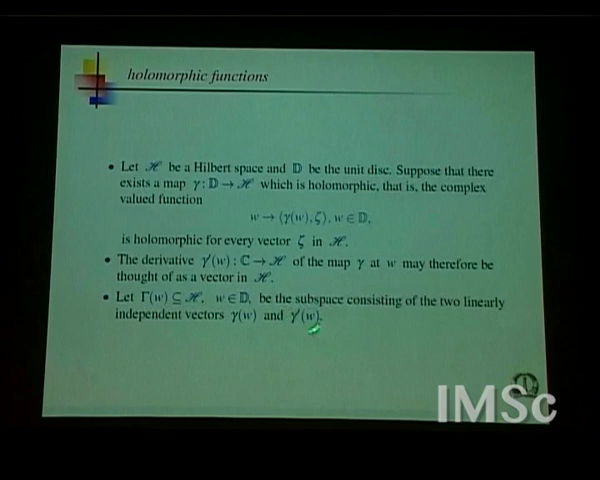 holomorphic functions
• Let ℋ be a Hilbert space and 𝔻 be the unit disc. Suppose that there
exists a map γ : 𝔻 → ℋ which is holomorphic, that is, the complex
valued function
w → ⟨γ(w), ζ⟩, w ∈ 𝔻,
is holomorphic for every vector ζ in ℋ.
• The derivative γ′(w) : ℂ → ℋ of the map γ at w may therefore be
thought of as a vector in ℋ.
• Let Γ(w) ⊆ ℋ, w ∈ 𝔻, be the subspace consisting of the two linearly
independent vectors γ(w) and γ′(w).
IMSc